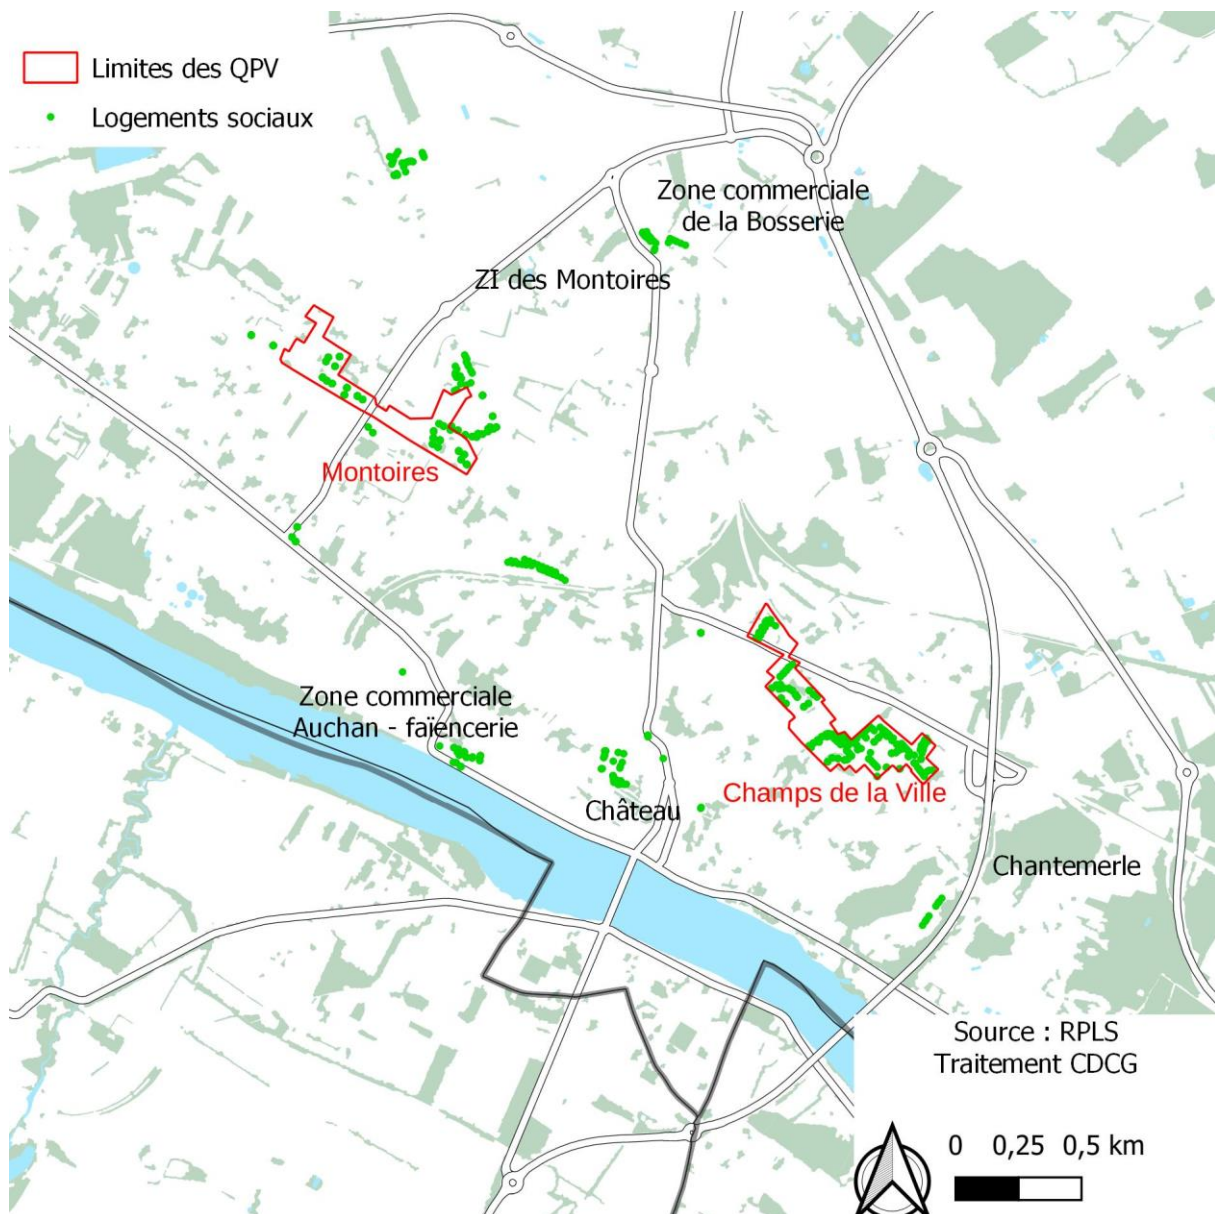 Limites des QPV
Logements sociaux
Zone commerciale
de la Bosserie
ZI des Montoires
Montoires
Zone commerciale
Auchan - faïencerie
Château
Champs de la Ville
Chantemerle
Source : RPLS
Traitement CDCG
0 0,25 0,5 km